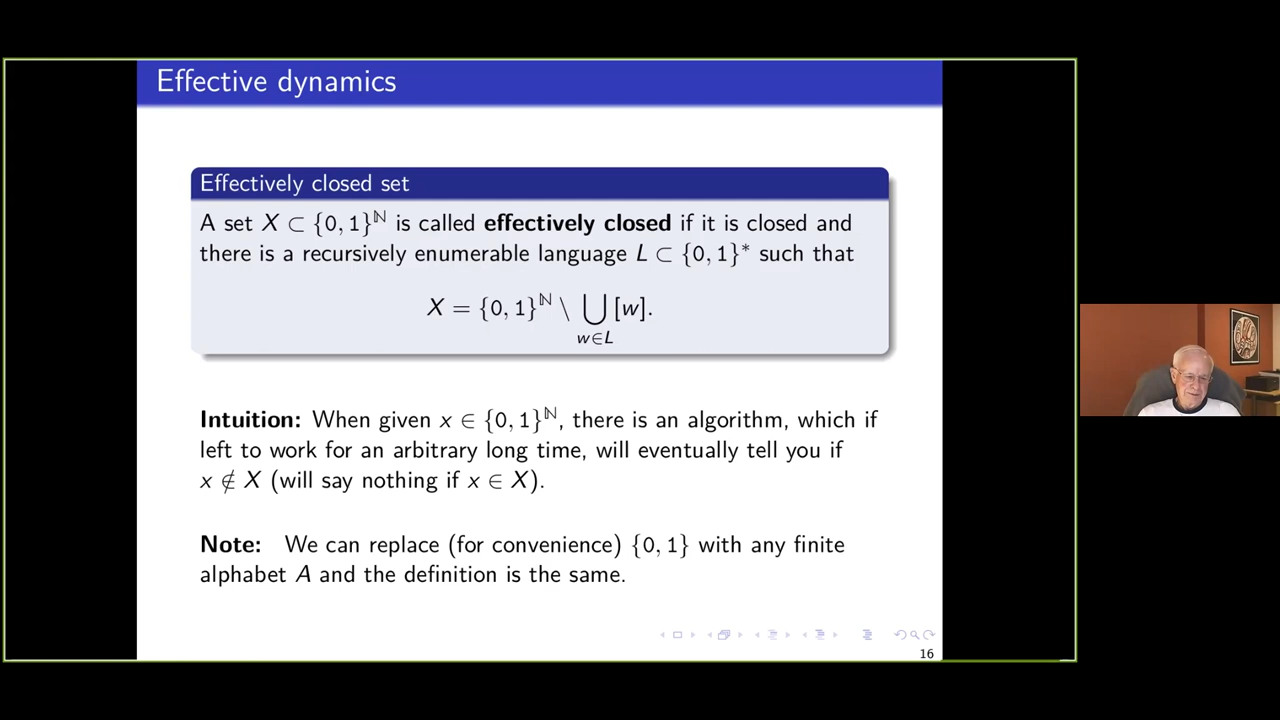 Effective dynamics
Effectively closed set
A set X ⊂ {0, 1}^ℕ is called effectively closed if it is closed and
there is a recursively enumerable language L ⊂ {0, 1}* such that
X = {0, 1}^ℕ \ ⋃_{w∈L} [w].
Intuition: When given x ∈ {0, 1}^ℕ, there is an algorithm, which if
left to work for an arbitrary long time, will eventually tell you if
x ∉ X (will say nothing if x ∈ X).
Note: We can replace (for convenience) {0, 1} with any finite
alphabet A and the definition is the same.
16